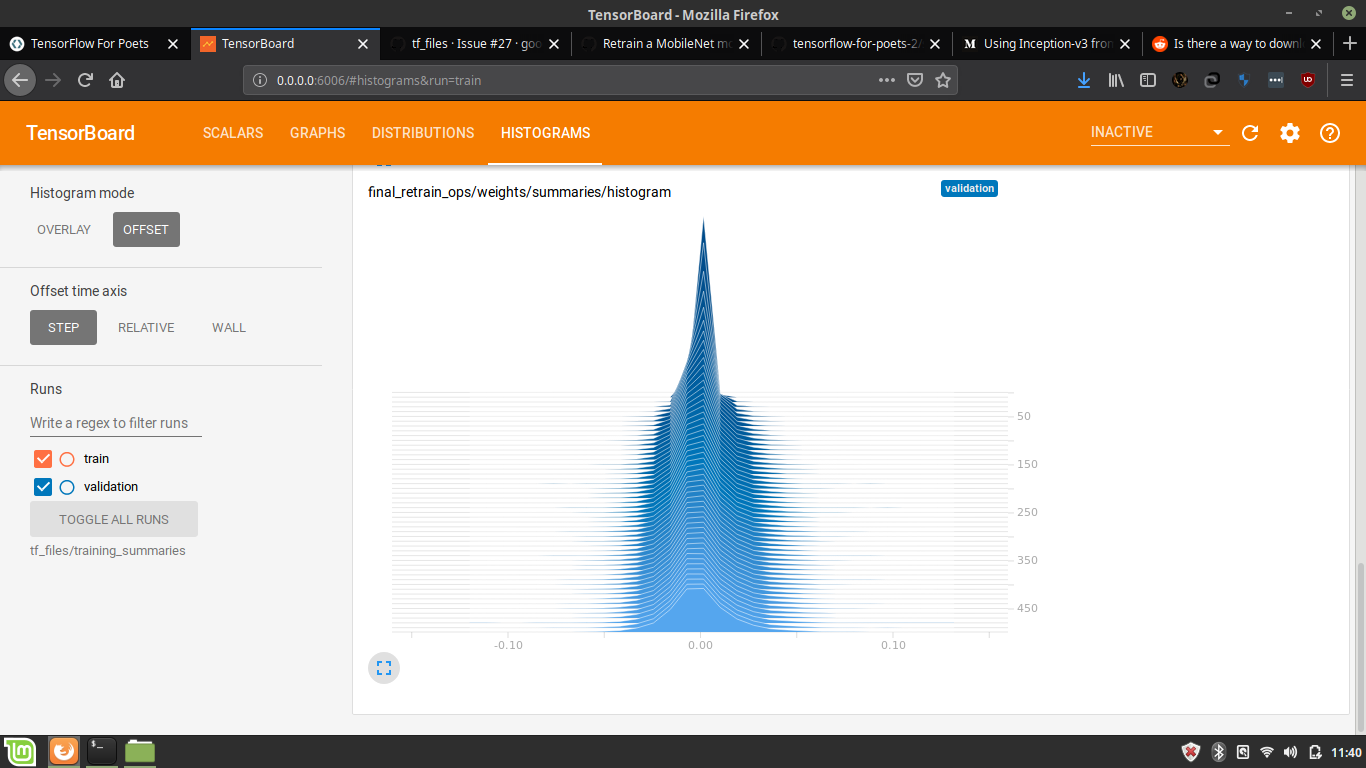 TensorBoard - Mozilla Firefox
TensorFlow For Poets
TensorBoard
tf_files · Issue #27 · goo
Retrain a MobileNet mo
tensorflow-for-poets-2/
Using Inception-v3 fron
Is there a way to downl
0.0.0.0:6006/#histograms&run=train
TensorBoard
SCALARS
GRAPHS
DISTRIBUTIONS
HISTOGRAMS
INACTIVE
Histogram mode
OVERLAY
OFFSET
Offset time axis
STEP
RELATIVE
WALL
Runs
Write a regex to filter runs
train
validation
TOGGLE ALL RUNS
tf_files/training_summaries
final_retrain_ops/weights/summaries/histogram
validation
50
150
250
350
450
-0.10
0.00
0.10
11:40